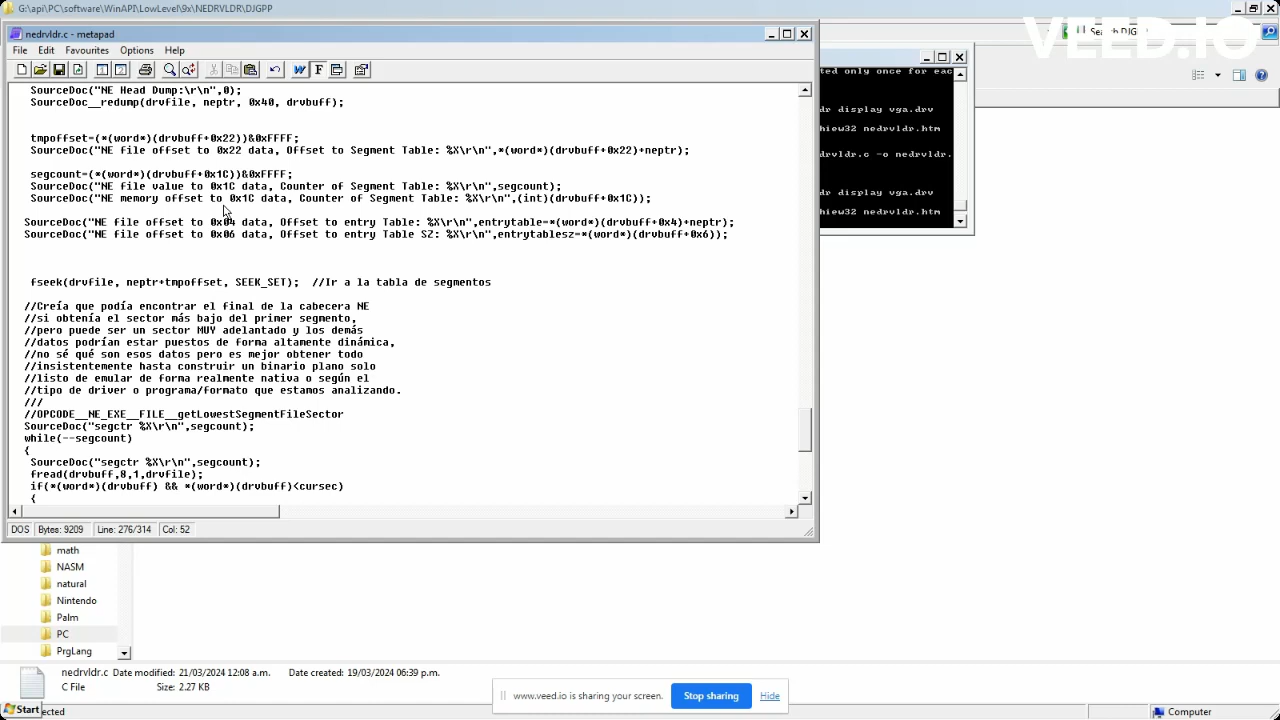 G:\api\PC\software\WinAPI\LowLevel\9x\NEDRVLDR\DJGPP
VEED.IO
nedrvldr.c - metapad
File Edit Favourites Options Help
SourceDoc("NE Head Dump:\r\n",0);
SourceDoc__redump(drvfile, neptr, 0x40, drvbuff);
tmpoffset=(*(word*)(drvbuff+0x22))&0xFFFF;
SourceDoc("NE file offset to 0x22 data, Offset to Segment Table: %X\r\n",*(word*)(drvbuff+0x22)+neptr);
segcount=(*(word*)(drvbuff+0x1C))&0xFFFF;
SourceDoc("NE file value to 0x1C data, Counter of Segment Table: %X\r\n",segcount);
SourceDoc("NE memory offset to 0x1C data, Counter of Segment Table: %X\r\n",(int)(drvbuff+0x1C));
SourceDoc("NE file offset to 0x04 data, Offset to entry Table: %X\r\n",entrytable=*(word*)(drvbuff+0x4)+neptr);
SourceDoc("NE file offset to 0x06 data, Offset to entry Table SZ: %X\r\n",entrytablesz=*(word*)(drvbuff+0x6));
fseek(drvfile, neptr+tmpoffset, SEEK_SET); //Ir a la tabla de segmentos
//Creía que podía encontrar el final de la cabecera NE
//si obtenía el sector más bajo del primer segmento,
//pero puede ser un sector MUY adelantado y los demás
//datos podrían estar puestos de forma altamente dinámica,
//no sé qué son esos datos pero es mejor obtener todo
//insistentemente hasta construir un binario plano solo
//listo de emular de forma realmente nativa o según el
//tipo de driver o programa/formato que estamos analizando.
///
//OPCODE__NE_EXE__FILE__getLowestSegmentFileSector
SourceDoc("segctr %X\r\n",segcount);
while(--segcount)
{
SourceDoc("segctr %X\r\n",segcount);
fread(drvbuff,8,1,drvfile);
if(*(word*)(drvbuff) && *(word*)(drvbuff)<cursec)
{
DOS Bytes: 9209 Line: 276/314 Col: 52
ted only once for eac
dr display vga.drv
hiew32 nedrvldr.htm
drvldr.c -o nedrvldr.
dr display vga.drv
hiew32 nedrvldr.htm
math
NASM
natural
Nintendo
Palm
PC
PrgLang
nedrvldr.c Date modified: 21/03/2024 12:08 a.m. Date created: 19/03/2024 06:39 p.m.
C File Size: 2.27 KB
www.veed.io is sharing your screen. Stop sharing Hide
Start ected Computer